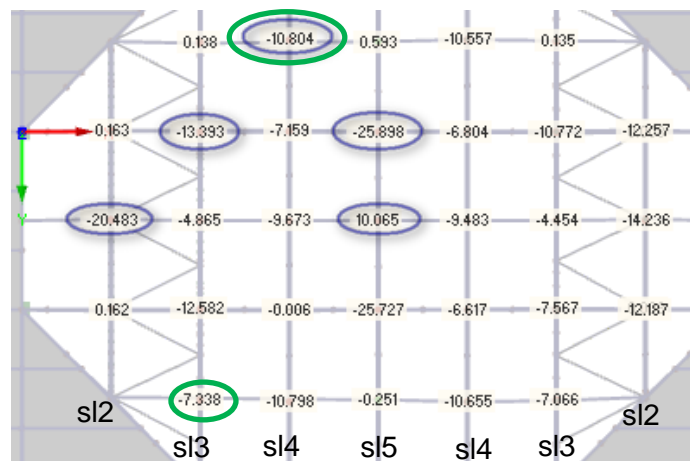 0.138 -10.804 0.593 -10.557 0.135
0.163 -13.393 -7.159 -25.898 -6.804 -10.772 -12.257
Y -20.483 -4.865 -9.673 10.065 -9.483 -4.454 -14.236
0.162 -12.582 -0.006 -25.727 -6.617 -7.567 -12.187
-7.338 -10.798 -0.251 -10.655 -7.066
sl2 sl2
sl3 sl4 sl5 sl4 sl3